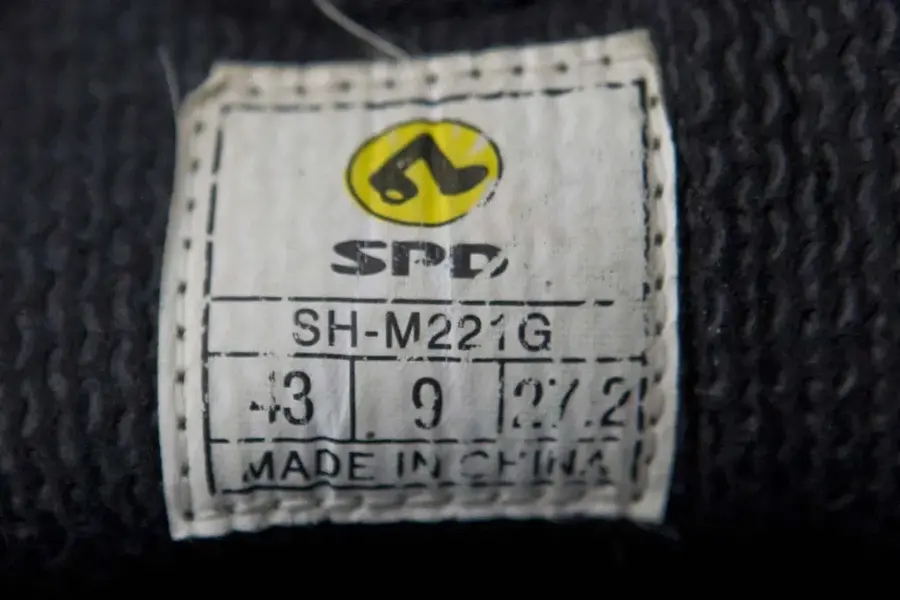 SPD
SH-M221G
43 9 27.2
MADE IN CHINA